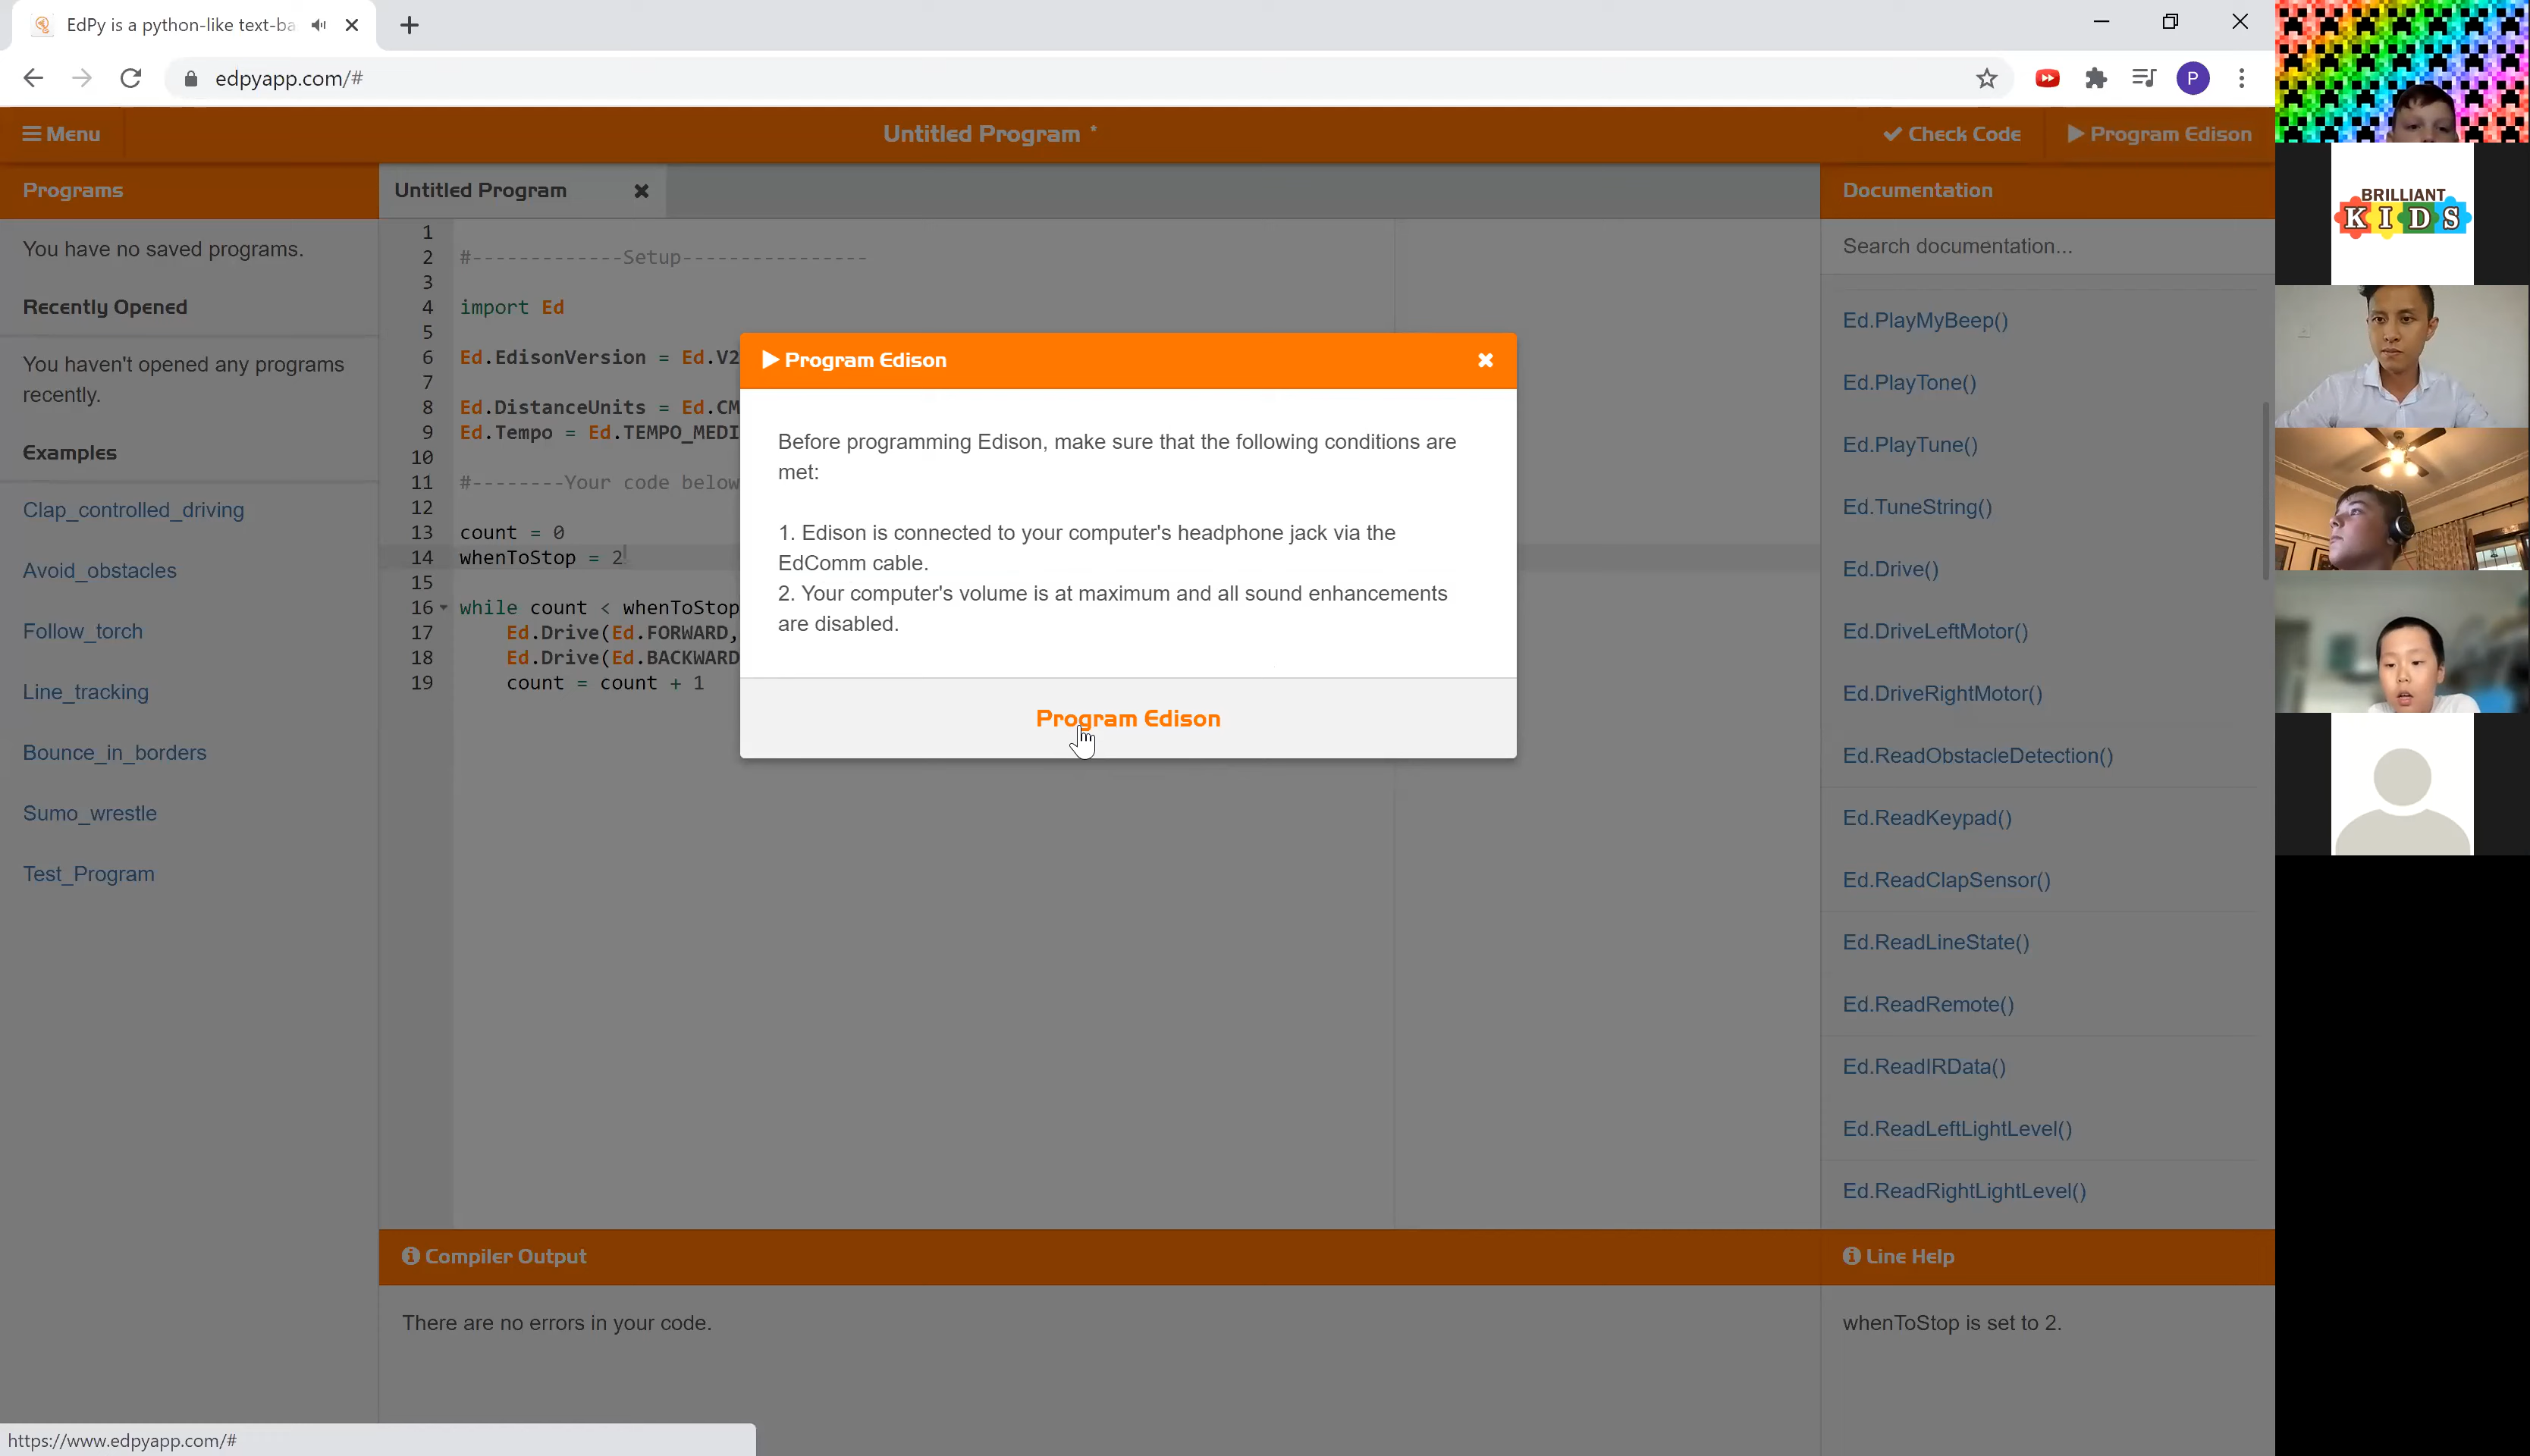 EdPy is a python-like text-ba
edpyapp.com/#
P
Menu
Untitled Program *
Check Code
Program Edison
Programs
You have no saved programs.
Recently Opened
You haven't opened any programs
recently.
Examples
Clap_controlled_driving
Avoid_obstacles
Follow_torch
Line_tracking
Bounce_in_borders
Sumo_wrestle
Test_Program
Untitled Program
1
2 #-------------Setup----------------
3
4 import Ed
5
6 Ed.EdisonVersion = Ed.V2
7
8 Ed.DistanceUnits = Ed.CM
9 Ed.Tempo = Ed.TEMPO_MEDI
10
11 #--------Your code below
12
13 count = 0
14 whenToStop = 2
15
16 while count < whenToStop
17 Ed.Drive(Ed.FORWARD,
18 Ed.Drive(Ed.BACKWARD
19 count = count + 1
Program Edison
Before programming Edison, make sure that the following conditions are
met:
1. Edison is connected to your computer's headphone jack via the
EdComm cable.
2. Your computer's volume is at maximum and all sound enhancements
are disabled.
Program Edison
Compiler Output
There are no errors in your code.
Documentation
Search documentation...
Ed.PlayMyBeep()
Ed.PlayTone()
Ed.PlayTune()
Ed.TuneString()
Ed.Drive()
Ed.DriveLeftMotor()
Ed.DriveRightMotor()
Ed.ReadObstacleDetection()
Ed.ReadKeypad()
Ed.ReadClapSensor()
Ed.ReadLineState()
Ed.ReadRemote()
Ed.ReadIRData()
Ed.ReadLeftLightLevel()
Ed.ReadRightLightLevel()
Line Help
whenToStop is set to 2.
https://www.edpyapp.com/#
BRILLIANT
KIDS